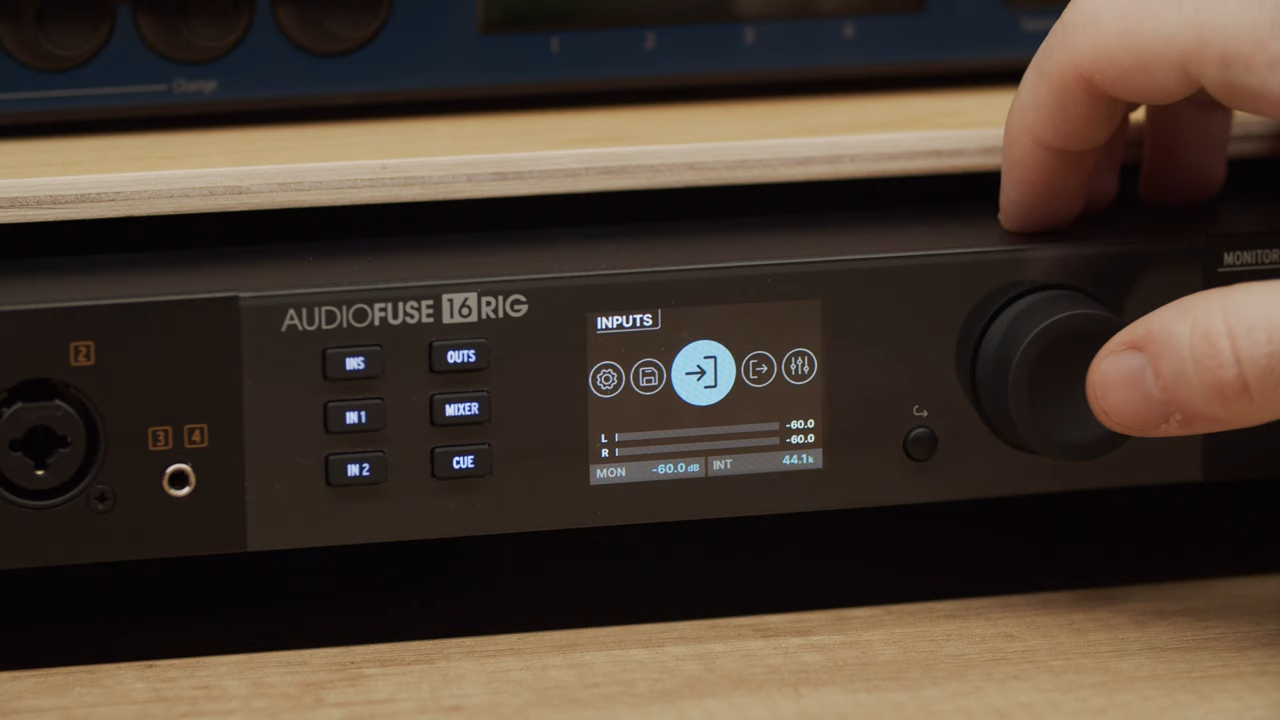 1 2 3 4
Change
MONITOR
AUDIOFUSE 16RIG
2
3 4
INS
OUTS
IN 1
MIXER
IN 2
CUE
INPUTS
L -60.0
R -60.0
MON -60.0 dB INT 44.1k